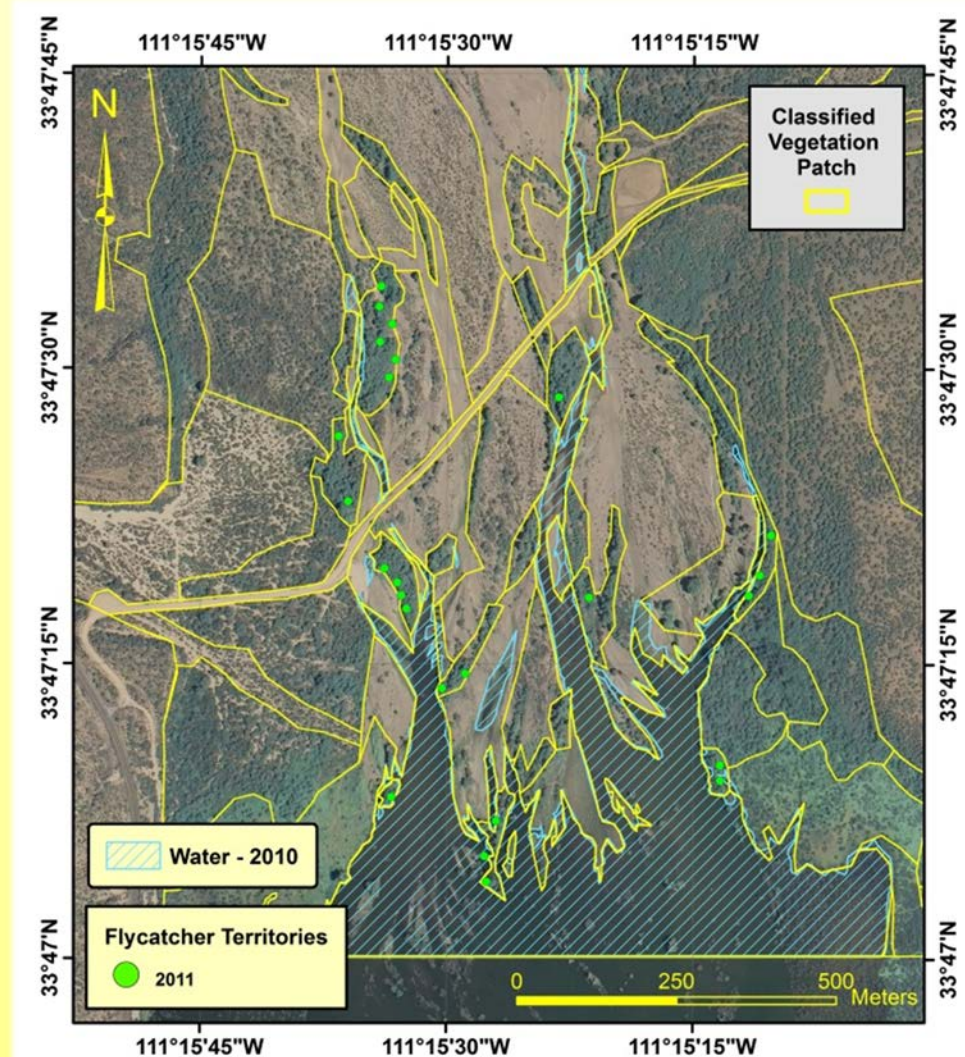 111°15'45"W
111°15'30"W
111°15'15"W
33°47'45"N
33°47'45"N
N
Classified
Vegetation
Patch
33°47'30"N
33°47'30"N
33°47'15"N
33°47'15"N
Water - 2010
Flycatcher Territories
2011
33°47'N
33°47'N
0
250
500
Meters
111°15'45"W
111°15'30"W
111°15'15"W